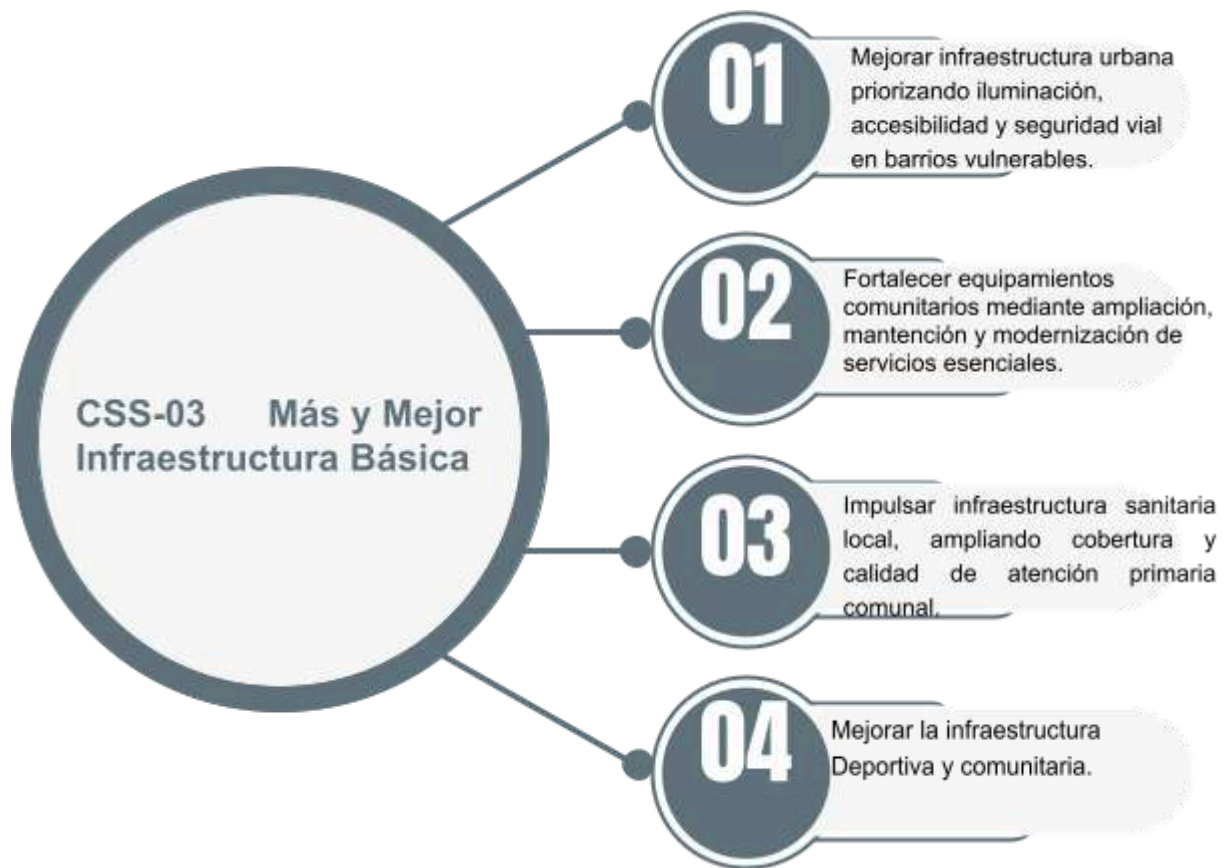 CSS-03 Más y Mejor
Infraestructura Básica
01
Mejorar infraestructura urbana
priorizando iluminación,
accesibilidad y seguridad vial
en barrios vulnerables.
02
Fortalecer equipamientos
comunitarios mediante ampliación,
mantención y modernización de
servicios esenciales.
03
Impulsar infraestructura sanitaria
local, ampliando cobertura y
calidad de atención primaria
comunal.
04
Mejorar la infraestructura
Deportiva y comunitaria.